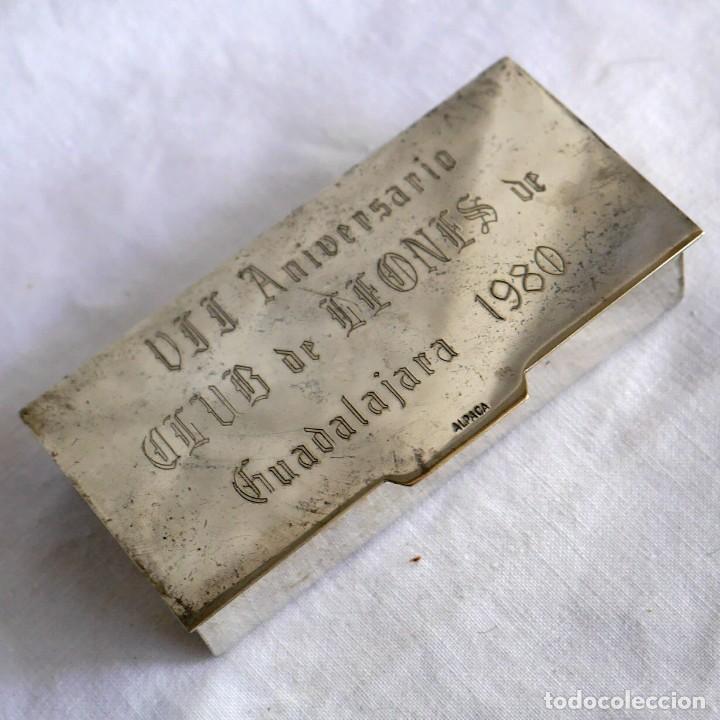 VII Aniversario
CLUB de LEONES de
Guadalajara 1980
ALPACA
todocoleccion